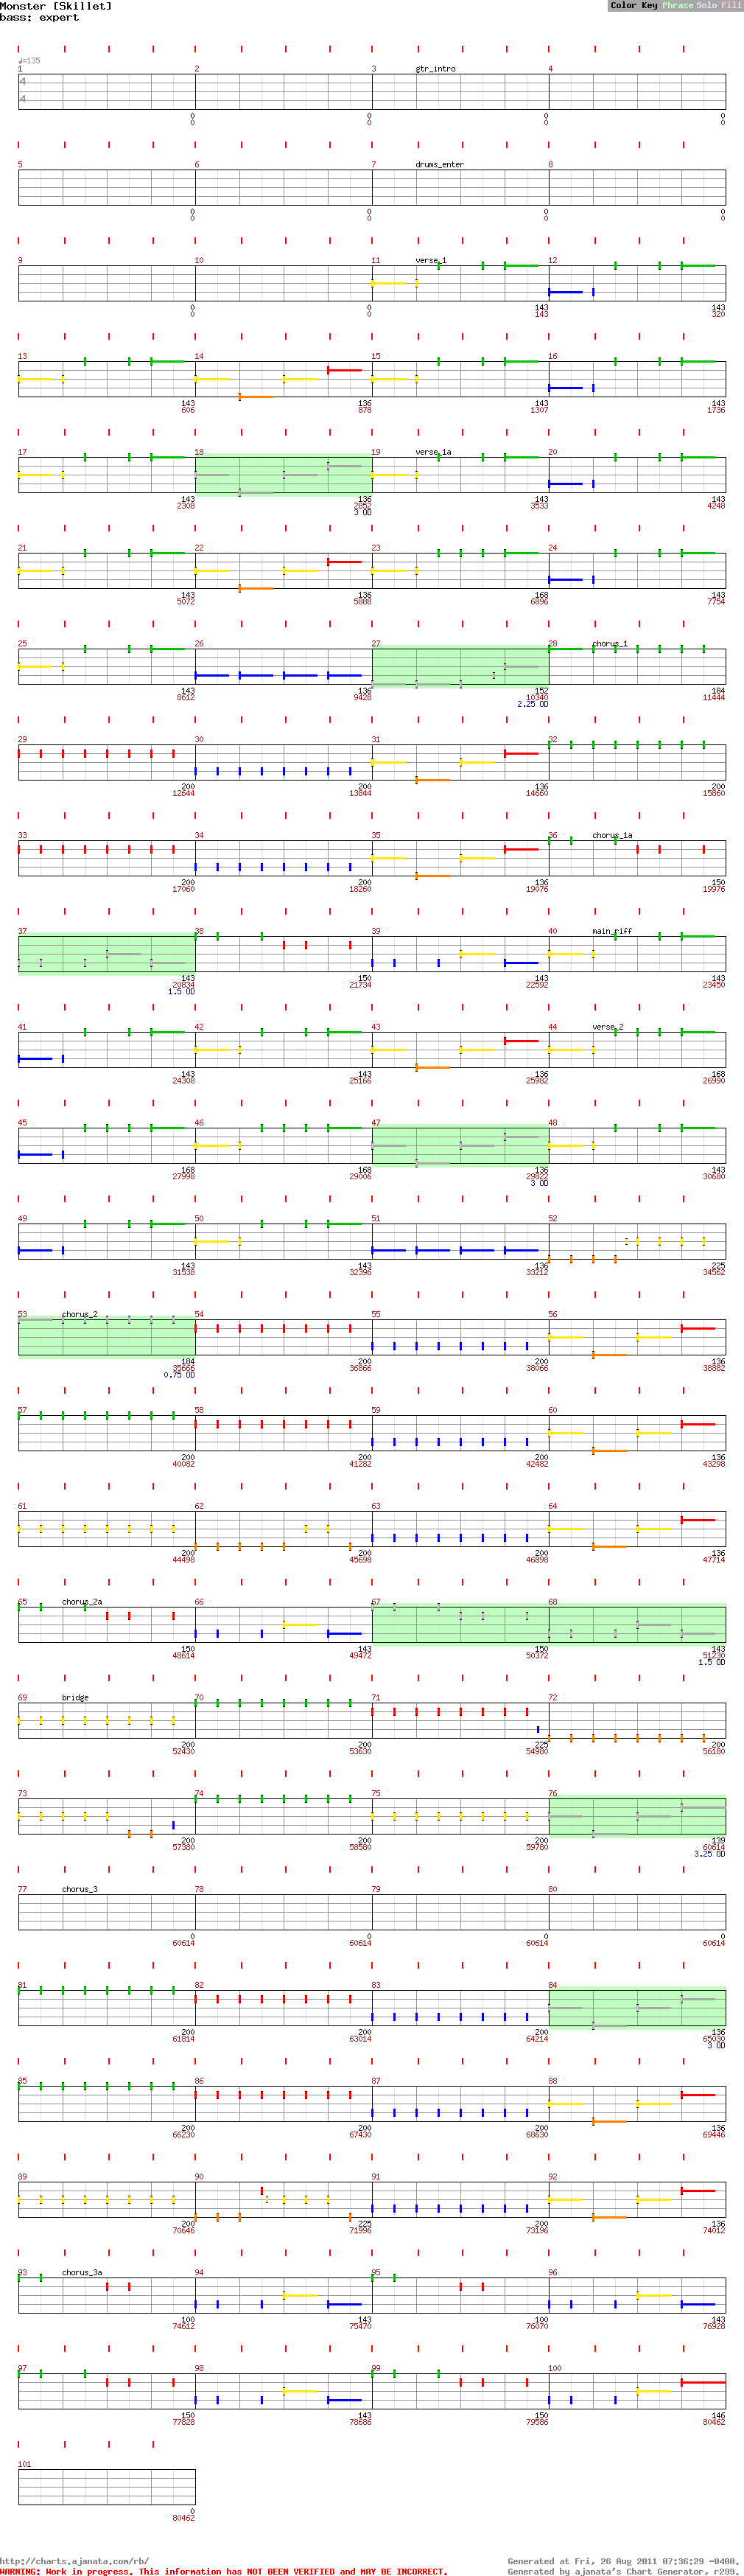 Monster [Skillet] Color Key Phrase Solo Fill
bass: expert
♩=135
1 2 3 gtr_intro 4
4
4
0 0 0 0
0 0 0 0
5 6 7 drums_enter 8
0 0 0 0
0 0 0 0
9 10 11 verse_1 12
0 0 143 143
0 0 143 320
13 14 15 16
143 136 143 143
606 878 1307 1736
17 18 19 verse_1a 20
143 136 143 143
2308 2852 3533 4248
3 OD
21 22 23 24
143 136 168 143
5072 5888 6896 7754
25 26 27 28 chorus_1
143 136 152 184
8612 9428 10340 11444
2.25 OD
29 30 31 32
200 200 136 200
12644 13844 14660 15860
33 34 35 36 chorus_1a
200 200 136 150
17060 18260 19076 19976
37 38 39 40 main_riff
143 150 143 143
20834 21734 22592 23450
1.5 OD
41 42 43 44 verse_2
143 143 136 168
24308 25166 25982 26990
45 46 47 48
168 168 136 143
27998 29006 29822 30680
3 OD
49 50 51 52
143 143 136 225
31538 32396 33212 34562
53 chorus_2 54 55 56
184 200 200 136
35666 36866 38066 38882
0.75 OD
57 58 59 60
200 200 200 136
40082 41282 42482 43298
61 62 63 64
200 200 200 136
44498 45698 46898 47714
65 chorus_2a 66 67 68
150 143 150 143
48614 49472 50372 51230
1.5 OD
69 bridge 70 71 72
200 200 225 200
52430 53630 54980 56180
73 74 75 76
200 200 200 139
57380 58580 59780 60614
3.25 OD
77 chorus_3 78 79 80
0 0 0 0
60614 60614 60614 60614
81 82 83 84
200 200 200 136
61814 63014 64214 65030
3 OD
85 86 87 88
200 200 200 136
66230 67430 68630 69446
89 90 91 92
200 225 200 136
70646 71996 73196 74012
93 chorus_3a 94 95 96
100 143 100 143
74612 75470 76070 76928
97 98 99 100
150 143 150 146
77828 78686 79586 80462
101
0
80462
http://charts.ajanata.com/rb/ Generated at Fri, 26 Aug 2011 07:36:29 -0400.
WARNING: Work in progress. This information has NOT BEEN VERIFIED and MAY BE INCORRECT. Generated by ajanata's Chart Generator, r299.